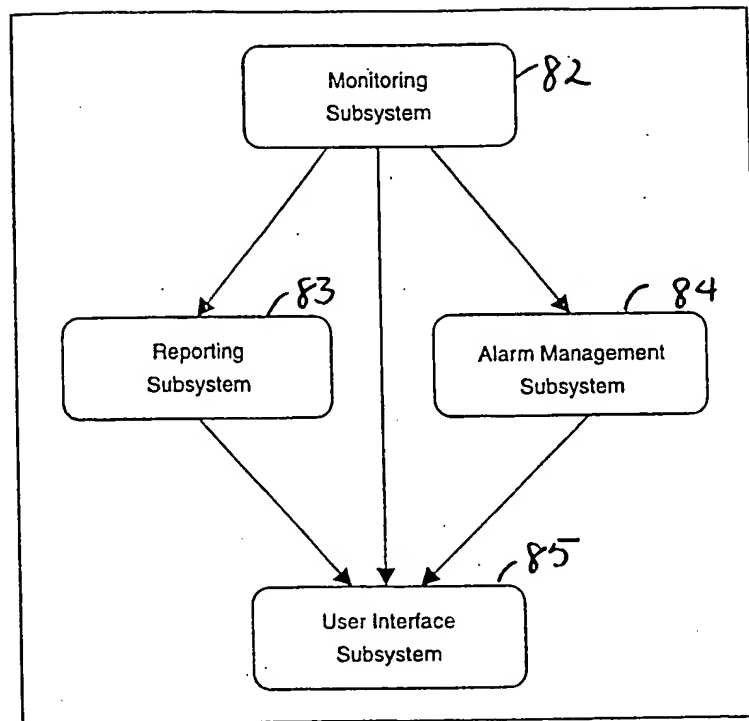 Monitoring
Subsystem
82
83
84
Reporting
Subsystem
Alarm Management
Subsystem
85
User Interface
Subsystem